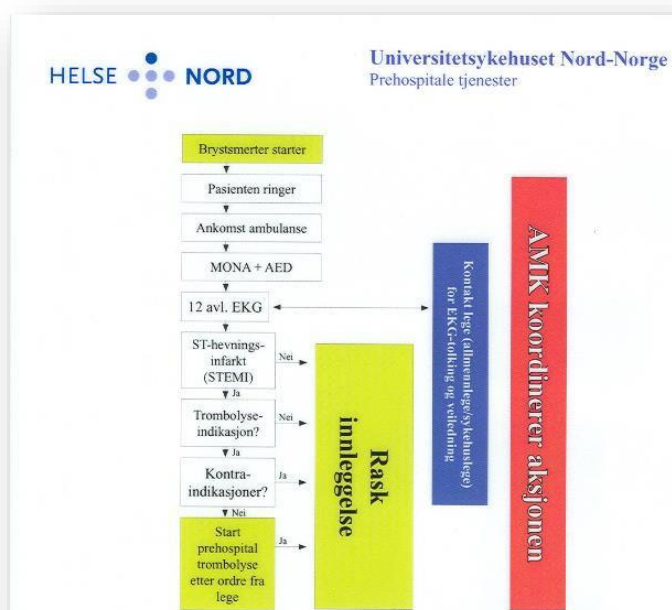 HELSE NORD
Universitetsykehuset Nord-Norge
Prehospitale tjenester
Brystsmerter starter
Pasienten ringer
Ankomst ambulanse
MONA + AED
12 avl. EKG
ST-hevnings-
infarkt
(STEMI)
Nei
Ja
Trombolyse-
indikasjon?
Nei
Ja
Kontra-
indikasjoner?
Ja
Nei
Start
prehospital
trombolyse
etter ordre fra
lege
Ja
Rask
innleggelse
Kontakt lege (allmennlege/sykehuslege)
for EKG-tolking og veiledning
AMK koordinerer aksjonen